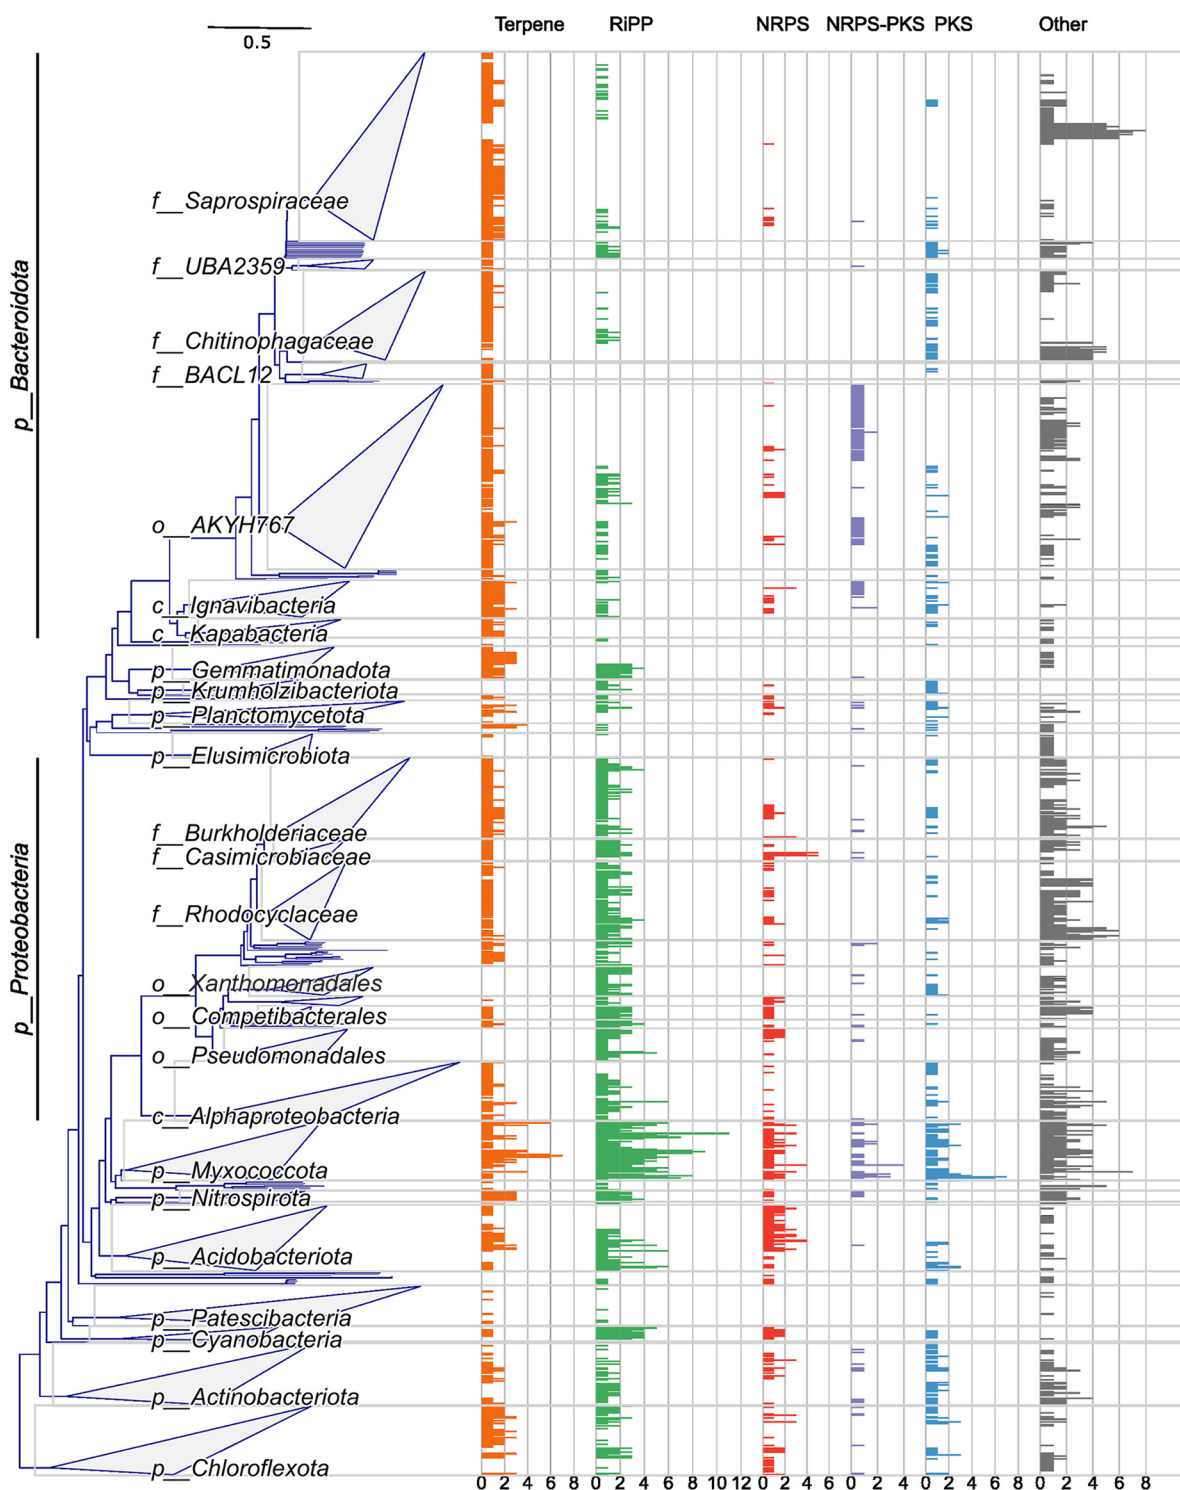 0.5
Terpene RiPP NRPS NRPS-PKS PKS Other
p__Bacteroidota
f__Saprospiraceae
f__UBA2359
f__Chitinophagaceae
f__BACL12
o__AKYH767
c__Ignavibacteria
c__Kapabacteria
p__Gemmatimonadota
p__Krumholzibacteriota
p__Planctomycetota
p__Elusimicrobiota
p__Proteobacteria
f__Burkholderiaceae
f__Casimicrobiaceae
f__Rhodocyclaceae
o__Xanthomonadales
o__Competibacterales
o__Pseudomonadales
c__Alphaproteobacteria
p__Myxococcota
p__Nitrospirota
p__Acidobacteriota
p__Patescibacteria
p__Cyanobacteria
p__Actinobacteriota
p__Chloroflexota
0 2 4 6 8 0 2 4 6 8 10 12 0 2 4 6 0 2 4 0 2 4 6 8 0 2 4 6 8